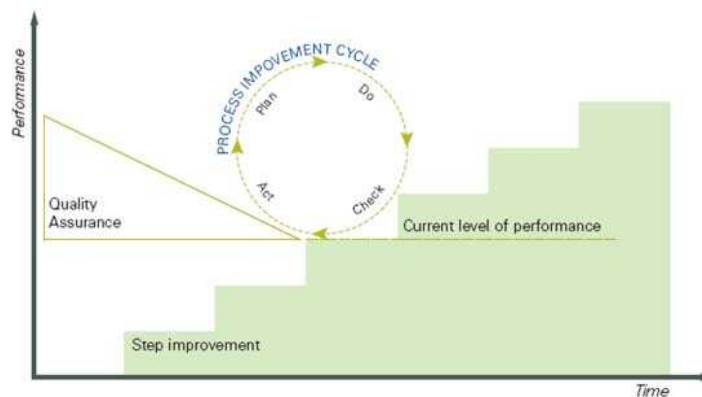 Performance
PROCESS IMPOVEMENT CYCLE
Plan
Do
Act
Check
Quality
Assurance
Current level of performance
Step improvement
Time